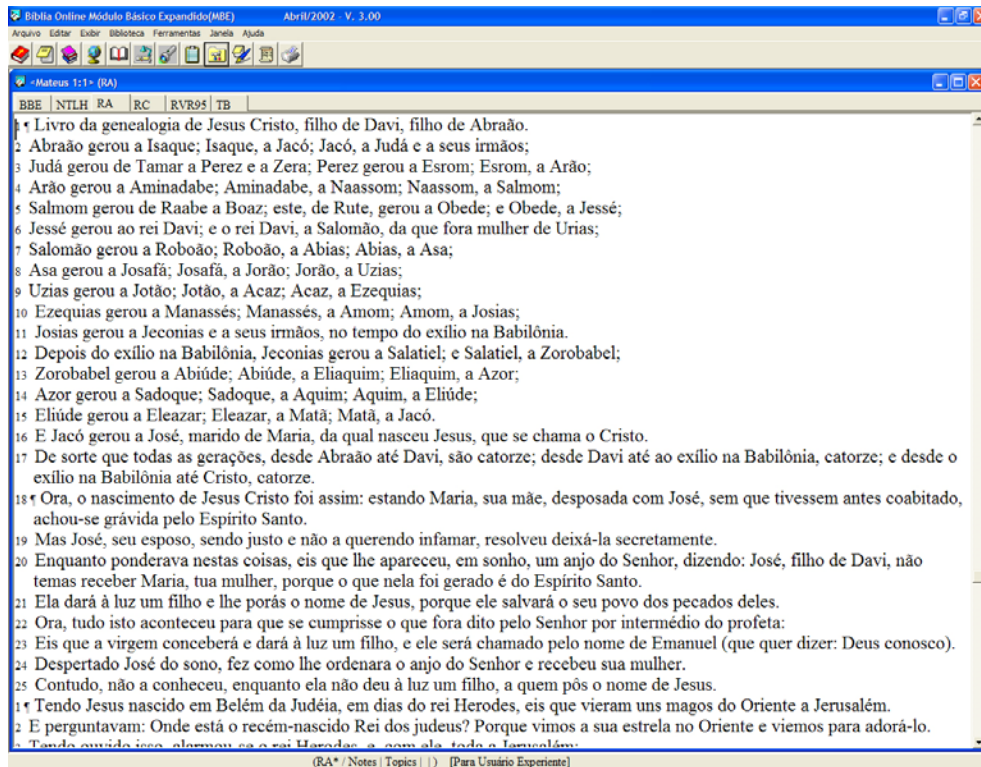 Bíblia Online Módulo Básico Expandido(MBE) Abril/2002 - V. 3.00
Arquivo Editar Exibir Biblioteca Ferramentas Janela Ajuda
<Mateus 1:1> (RA)
BBE NTLH RA RC RVR95 TB
1 ¶ Livro da genealogia de Jesus Cristo, filho de Davi, filho de Abraão.
2 Abraão gerou a Isaque; Isaque, a Jacó; Jacó, a Judá e a seus irmãos;
3 Judá gerou de Tamar a Perez e a Zera; Perez gerou a Esrom; Esrom, a Arão;
4 Arão gerou a Aminadabe; Aminadabe, a Naassom; Naassom, a Salmom;
5 Salmom gerou de Raabe a Boaz; este, de Rute, gerou a Obede; e Obede, a Jessé;
6 Jessé gerou ao rei Davi; e o rei Davi, a Salomão, da que fora mulher de Urias;
7 Salomão gerou a Roboão; Roboão, a Abias; Abias, a Asa;
8 Asa gerou a Josafá; Josafá, a Jorão; Jorão, a Uzias;
9 Uzias gerou a Jotão; Jotão, a Acaz; Acaz, a Ezequias;
10 Ezequias gerou a Manassés; Manassés, a Amom; Amom, a Josias;
11 Josias gerou a Jeconias e a seus irmãos, no tempo do exílio na Babilônia.
12 Depois do exílio na Babilônia, Jeconias gerou a Salatiel; e Salatiel, a Zorobabel;
13 Zorobabel gerou a Abiúde; Abiúde, a Eliaquim; Eliaquim, a Azor;
14 Azor gerou a Sadoque; Sadoque, a Aquim; Aquim, a Eliúde;
15 Eliúde gerou a Eleazar; Eleazar, a Matã; Matã, a Jacó.
16 E Jacó gerou a José, marido de Maria, da qual nasceu Jesus, que se chama o Cristo.
17 De sorte que todas as gerações, desde Abraão até Davi, são catorze; desde Davi até ao exílio na Babilônia, catorze; e desde o
exílio na Babilônia até Cristo, catorze.
18 ¶ Ora, o nascimento de Jesus Cristo foi assim: estando Maria, sua mãe, desposada com José, sem que tivessem antes coabitado,
achou-se grávida pelo Espírito Santo.
19 Mas José, seu esposo, sendo justo e não a querendo infamar, resolveu deixá-la secretamente.
20 Enquanto ponderava nestas coisas, eis que lhe apareceu, em sonho, um anjo do Senhor, dizendo: José, filho de Davi, não
temas receber Maria, tua mulher, porque o que nela foi gerado é do Espírito Santo.
21 Ela dará à luz um filho e lhe porás o nome de Jesus, porque ele salvará o seu povo dos pecados deles.
22 Ora, tudo isto aconteceu para que se cumprisse o que fora dito pelo Senhor por intermédio do profeta:
23 Eis que a virgem conceberá e dará à luz um filho, e ele será chamado pelo nome de Emanuel (que quer dizer: Deus conosco).
24 Despertado José do sono, fez como lhe ordenara o anjo do Senhor e recebeu sua mulher.
25 Contudo, não a conheceu, enquanto ela não deu à luz um filho, a quem pôs o nome de Jesus.
1 ¶ Tendo Jesus nascido em Belém da Judéia, em dias do rei Herodes, eis que vieram uns magos do Oriente a Jerusalém.
2 E perguntavam: Onde está o recém-nascido Rei dos judeus? Porque vimos a sua estrela no Oriente e viemos para adorá-lo.
3 Tendo ouvido isso, alarmou-se o rei Herodes, e, com ele, toda a Jerusalém;
(RA* / Notes | Topics | | ) [Para Usuário Experiente]